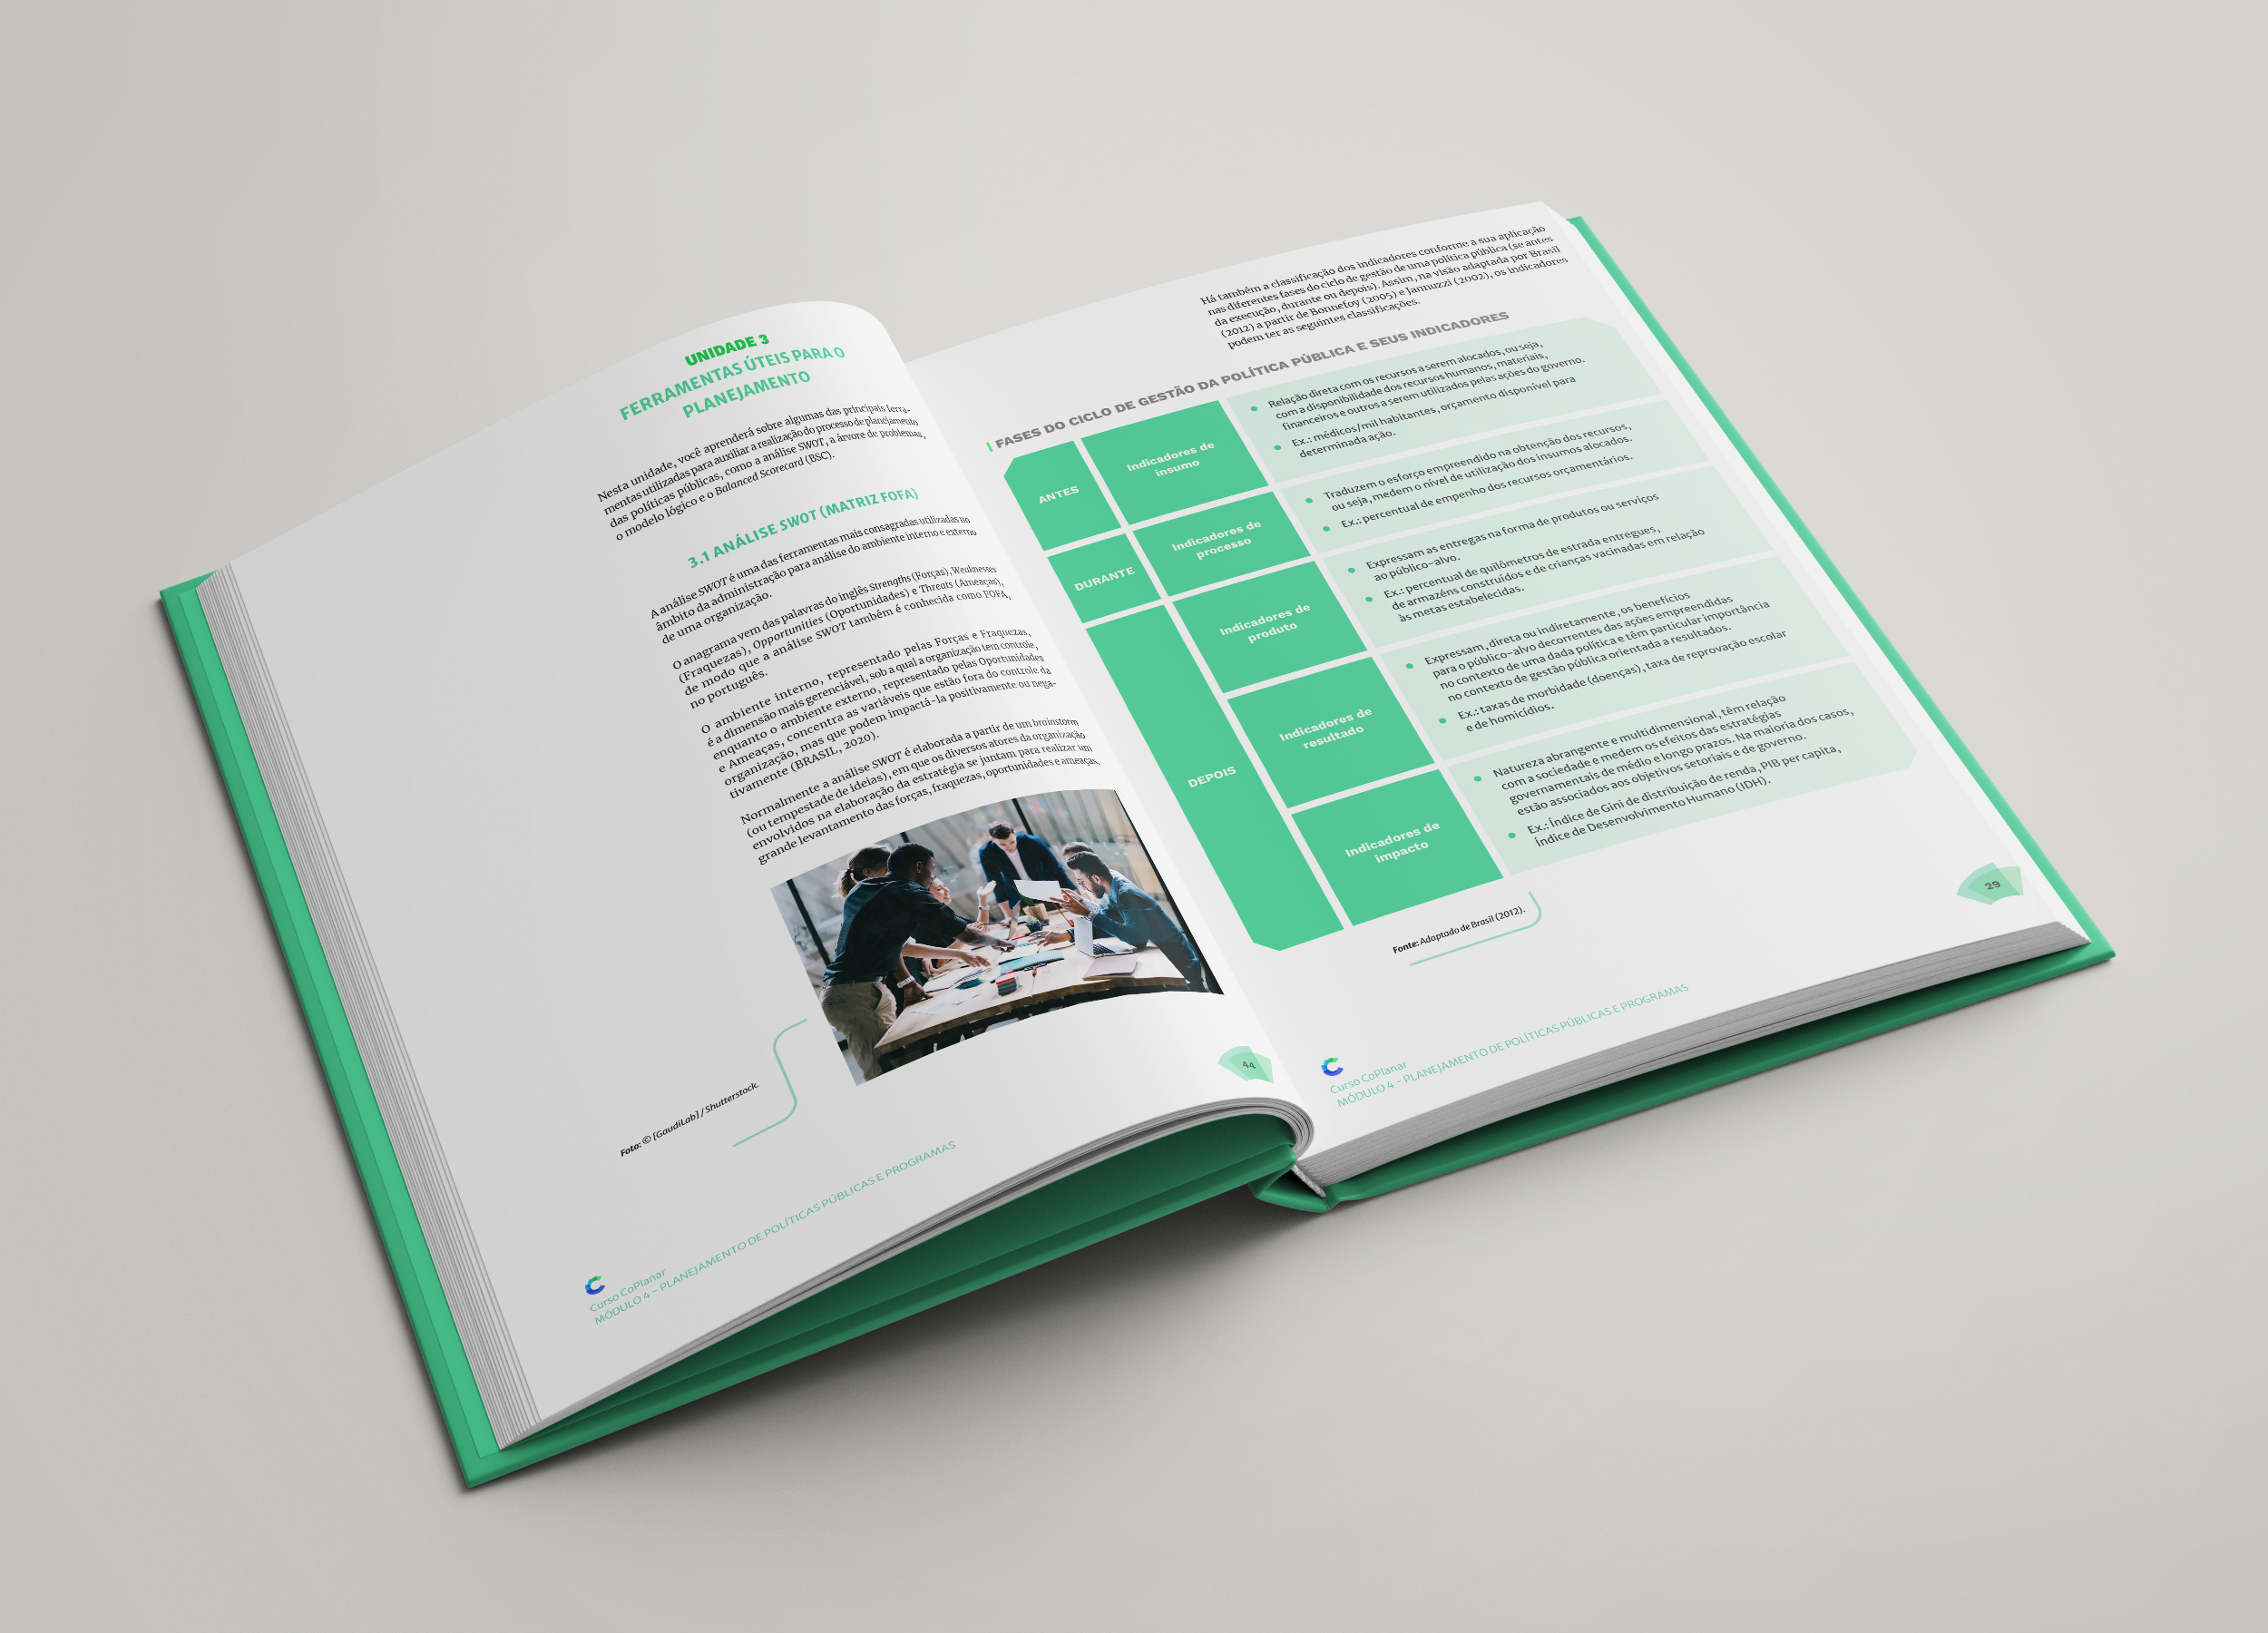 UNIDADE 3
FERRAMENTAS ÚTEIS PARA O
PLANEJAMENTO
Nesta unidade, você aprenderá sobre algumas das principais ferra-
mentas utilizadas para auxiliar a realização do processo de planejamento
das políticas públicas, como a análise SWOT, a árvore de problemas,
o modelo lógico e o Balanced Scorecard (BSC).
3.1 ANÁLISE SWOT (MATRIZ FOFA)
A análise SWOT é uma das ferramentas mais consagradas utilizadas no
âmbito da administração para análise do ambiente interno e externo
de uma organização.
O anagrama vem das palavras do inglês Strengths (Forças), Weaknesses
(Fraquezas), Opportunities (Oportunidades) e Threats (Ameaças),
de modo que a análise SWOT também é conhecida como FOFA,
no português.
O ambiente interno, representado pelas Forças e Fraquezas,
é a dimensão mais gerenciável, sob a qual a organização tem controle,
enquanto o ambiente externo, representado pelas Oportunidades
e Ameaças, concentra as variáveis que estão fora do controle da
organização, mas que podem impactá-la positivamente ou nega-
tivamente (BRASIL, 2020).
Normalmente a análise SWOT é elaborada a partir de um brainstorm
(ou tempestade de ideias), em que os diversos atores da organização
envolvidos na elaboração da estratégia se juntam para realizar um
grande levantamento das forças, fraquezas, oportunidades e ameaças.
Foto: © [GaudiLab] / Shutterstock.
44
Curso CoPlanar
MÓDULO 4 – PLANEJAMENTO DE POLÍTICAS PÚBLICAS E PROGRAMAS
Há também a classificação dos indicadores conforme a sua aplicação
nas diferentes fases do ciclo de gestão de uma política pública (se antes
da execução, durante ou depois). Assim, na visão adaptada por Brasil
(2012) a partir de Bonnefoy (2005) e Jannuzzi (2002), os indicadores
podem ter as seguintes classificações.
FASES DO CICLO DE GESTÃO DA POLÍTICA PÚBLICA E SEUS INDICADORES
ANTES
Indicadores de
insumo
Relação direta com os recursos a serem alocados, ou seja,
com a disponibilidade dos recursos humanos, materiais,
financeiros e outros a serem utilizados pelas ações do governo.
Ex.: médicos/mil habitantes, orçamento disponível para
determinada ação.
DURANTE
Indicadores de
processo
Traduzem o esforço empreendido na obtenção dos recursos,
ou seja, medem o nível de utilização dos insumos alocados.
Ex.: percentual de empenho dos recursos orçamentários.
DEPOIS
Indicadores de
produto
Expressam as entregas na forma de produtos ou serviços
ao público-alvo.
Ex.: percentual de quilômetros de estrada entregues,
de armazéns construídos e de crianças vacinadas em relação
às metas estabelecidas.
Indicadores de
resultado
Expressam, direta ou indiretamente, os benefícios
para o público-alvo decorrentes das ações empreendidas
no contexto de uma dada política e têm particular importância
no contexto de gestão pública orientada a resultados.
Ex.: taxas de morbidade (doenças), taxa de reprovação escolar
e de homicídios.
Indicadores de
impacto
Natureza abrangente e multidimensional, têm relação
com a sociedade e medem os efeitos das estratégias
governamentais de médio e longo prazos. Na maioria dos casos,
estão associados aos objetivos setoriais e de governo.
Ex.: Índice de Gini de distribuição de renda, PIB per capita,
Índice de Desenvolvimento Humano (IDH).
Fonte: Adaptado de Brasil (2012).
29
Curso CoPlanar
MÓDULO 4 – PLANEJAMENTO DE POLÍTICAS PÚBLICAS E PROGRAMAS